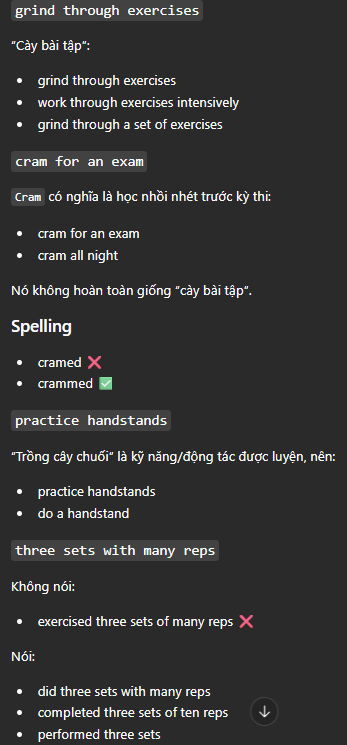 grind through exercises
“Cày bài tập”:
grind through exercises
work through exercises intensively
grind through a set of exercises
cram for an exam
Cram có nghĩa là học nhồi nhét trước kỳ thi:
cram for an exam
cram all night
Nó không hoàn toàn giống “cày bài tập”.
Spelling
cramed ❌
crammed ✅
practice handstands
“Trồng cây chuối” là kỹ năng/động tác được luyện, nên:
practice handstands
do a handstand
three sets with many reps
Không nói:
exercised three sets of many reps ❌
Nói:
did three sets with many reps
completed three sets of ten reps
performed three sets